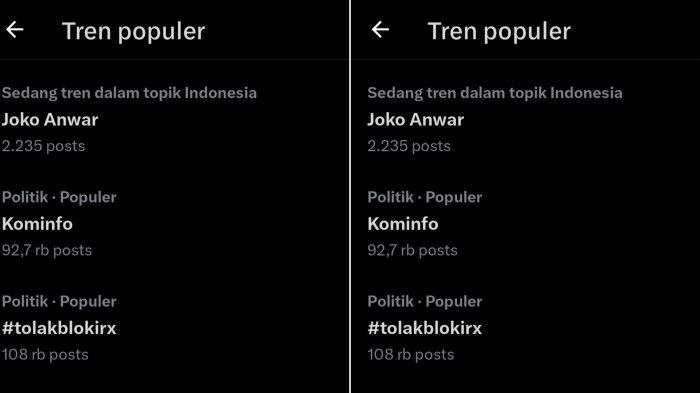 Tren populer
Sedang tren dalam topik Indonesia
Joko Anwar
2.235 posts
Politik · Populer
Kominfo
92,7 rb posts
Politik · Populer
#tolakblokirx
108 rb posts
Tren populer
Sedang tren dalam topik Indonesia
Joko Anwar
2.235 posts
Politik · Populer
Kominfo
92,7 rb posts
Politik · Populer
#tolakblokirx
108 rb posts